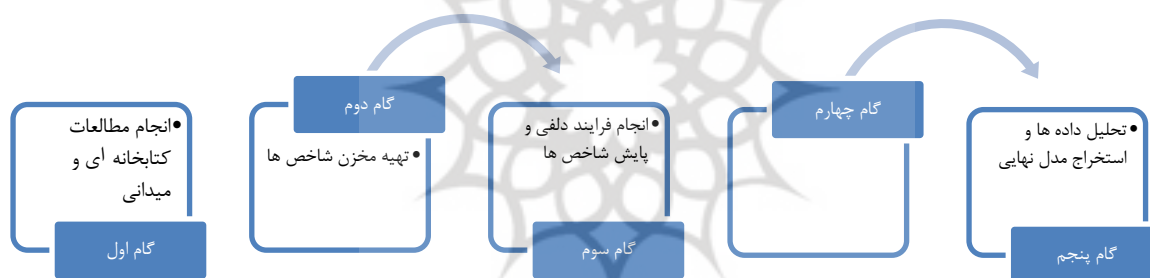 •انجام مطالعات
کتابخانه ای و
میدانی
گام اول
گام دوم
•تهیه مخزن شاخص ها
•انجام فرایند دلفی و
پایش شاخص ها
گام سوم
گام چهارم
•تحلیل داده ها و
استخراج مدل نهایی
گام پنجم